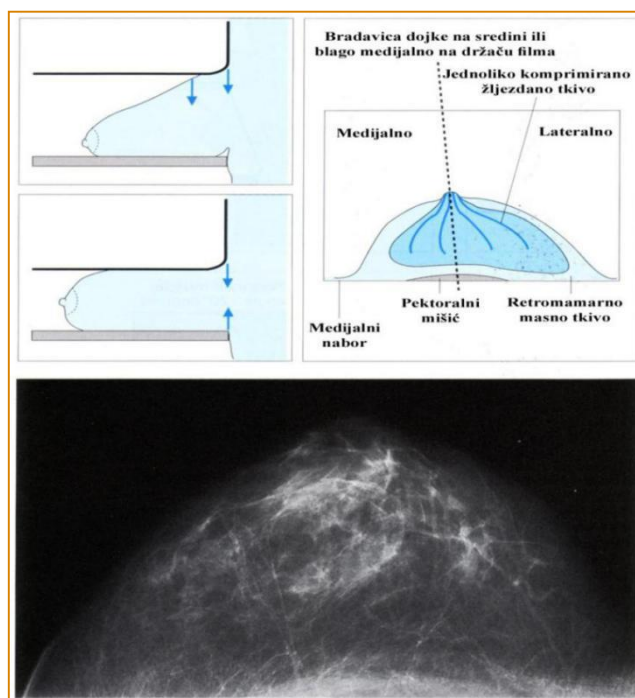 Bradavica dojke na sredini ili
blago medijalno na držaču filma
Jednoliko komprimirano
žljezdano tkivo
Medijalno
Lateralno
Pektoralni
mišić
Retromamarno
masno tkivo
Medijalni
nabor